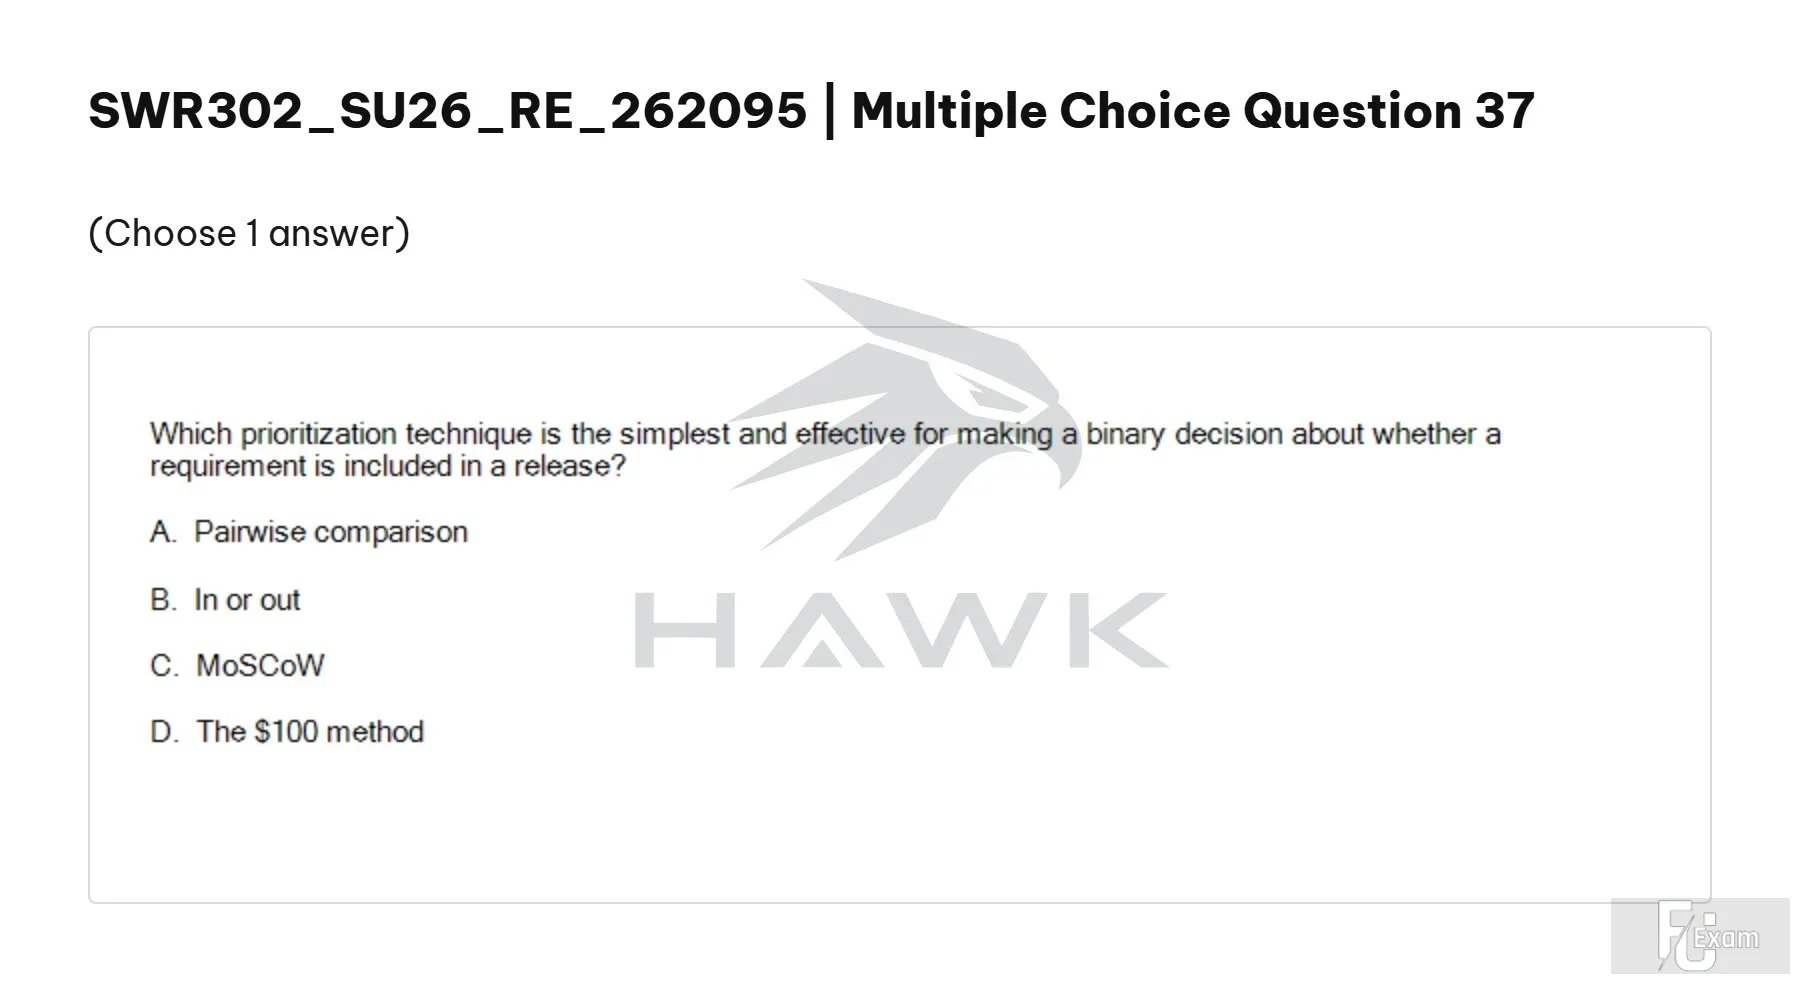 SWR302_SU26_RE_262095 | Multiple Choice Question 37
(Choose 1 answer)
Which prioritization technique is the simplest and effective for making a binary decision about whether a
requirement is included in a release?
A. Pairwise comparison
B. In or out
C. MoSCoW
D. The $100 method
HAWK
FU Exam